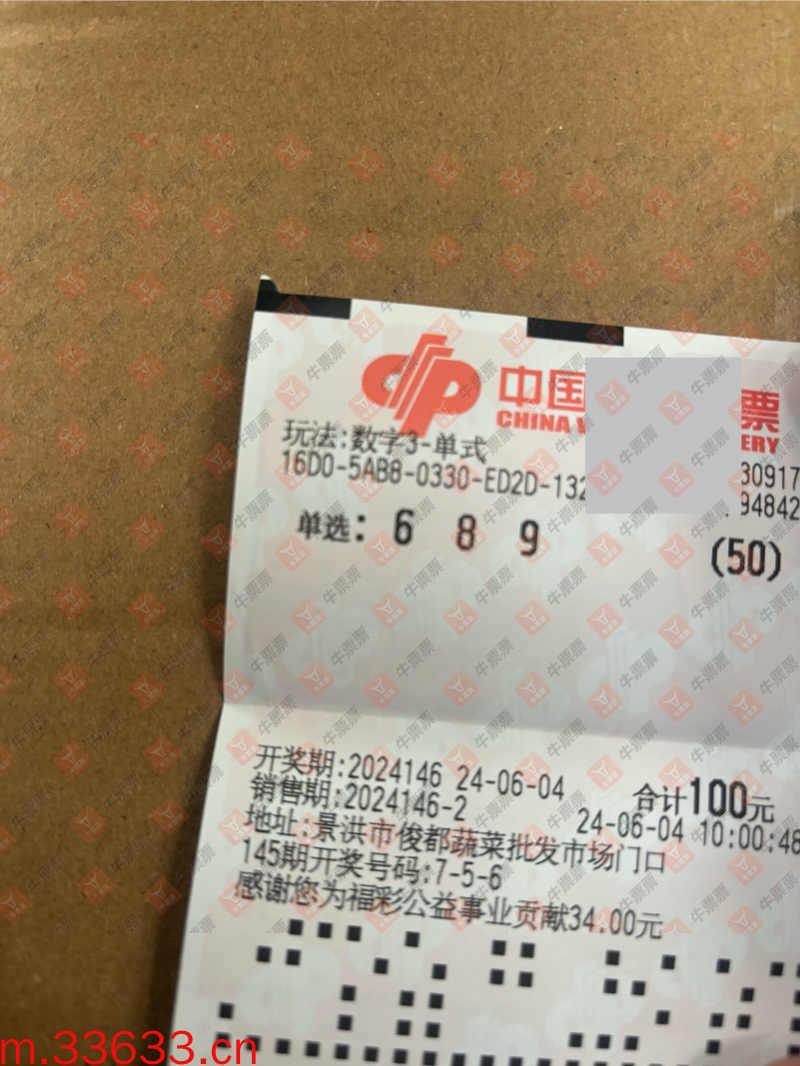 中国 票
CHINA ERY
玩法:数字3-单式
16D0-5AB8-0330-ED2D-132 30917
94842
单选: 6 8 9 (50)
开奖期:2024146 24-06-04 合计100元
销售期:2024146-2 24-06-04 10:00:48
地址:景洪市俊都蔬菜批发市场门口
145期开奖号码:7-5-6
感谢您为福彩公益事业贡献34.00元
牛票票
m.33633.cn